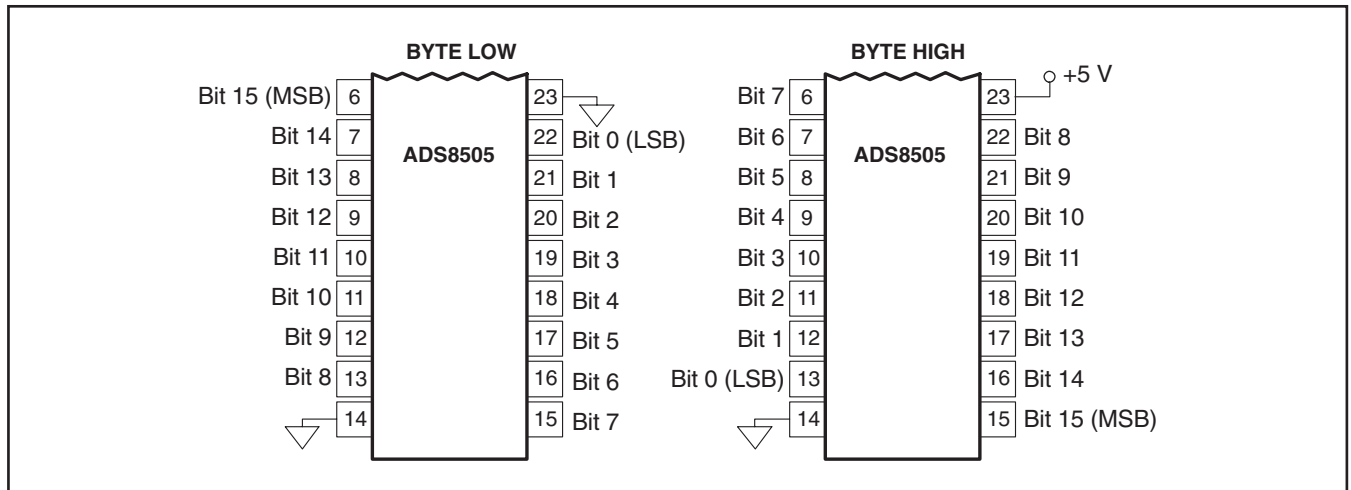 BYTE LOW
Bit 15 (MSB) 6 23
Bit 14 7 22 Bit 0 (LSB)
ADS8505
Bit 13 8 21 Bit 1
Bit 12 9 20 Bit 2
Bit 11 10 19 Bit 3
Bit 10 11 18 Bit 4
Bit 9 12 17 Bit 5
Bit 8 13 16 Bit 6
14 15 Bit 7
BYTE HIGH
+5 V
Bit 7 6 23
Bit 6 7 22 Bit 8
ADS8505
Bit 5 8 21 Bit 9
Bit 4 9 20 Bit 10
Bit 3 10 19 Bit 11
Bit 2 11 18 Bit 12
Bit 1 12 17 Bit 13
Bit 0 (LSB) 13 16 Bit 14
14 15 Bit 15 (MSB)